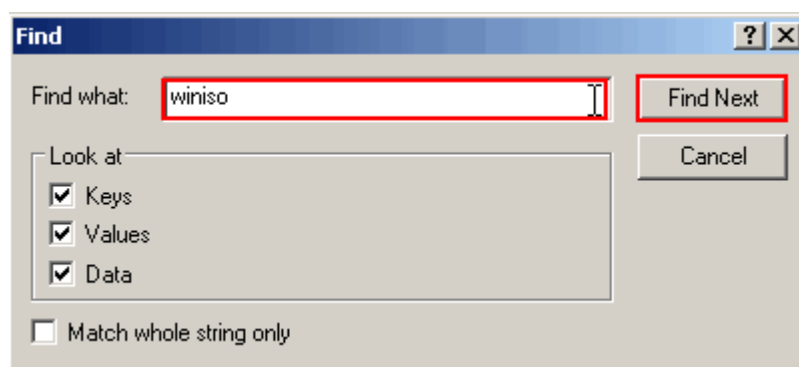 Find
Find what: winiso Find Next
Look at Cancel
Keys
Values
Data
Match whole string only